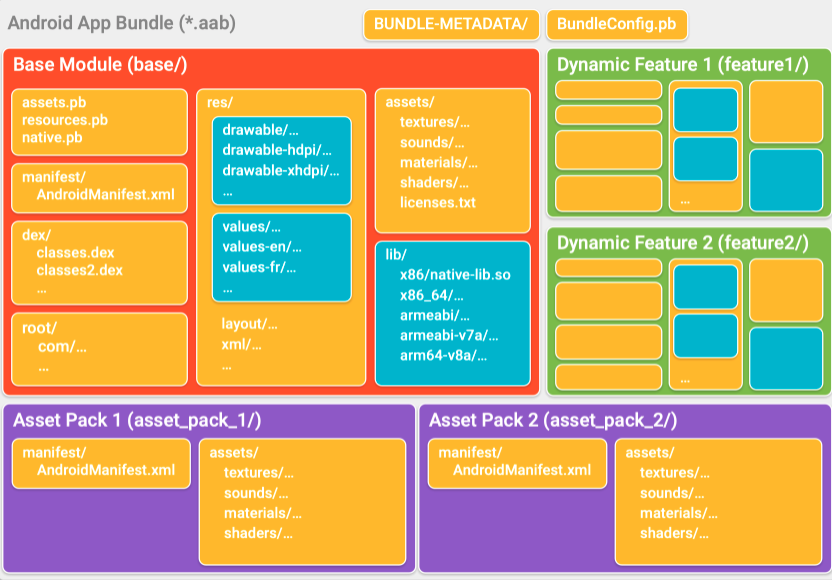 Android App Bundle (*.aab)
BUNDLE-METADATA/
BundleConfig.pb
Base Module (base/)
assets.pb
resources.pb
native.pb
manifest/
AndroidManifest.xml
dex/
classes.dex
classes2.dex
...
root/
com/...
...
res/
drawable/...
drawable-hdpi/...
drawable-xhdpi/...
...
values/...
values-en/...
values-fr/...
...
layout/...
xml/...
...
assets/
textures/...
sounds/...
materials/...
shaders/...
licenses.txt
lib/
x86/native-lib.so
x86_64/...
armeabi/...
armeabi-v7a/...
arm64-v8a/...
Dynamic Feature 1 (feature1/)
...
Dynamic Feature 2 (feature2/)
...
Asset Pack 1 (asset_pack_1/)
manifest/
AndroidManifest.xml
assets/
textures/...
sounds/...
materials/...
shaders/...
Asset Pack 2 (asset_pack_2/)
manifest/
AndroidManifest.xml
assets/
textures/...
sounds/...
materials/...
shaders/...